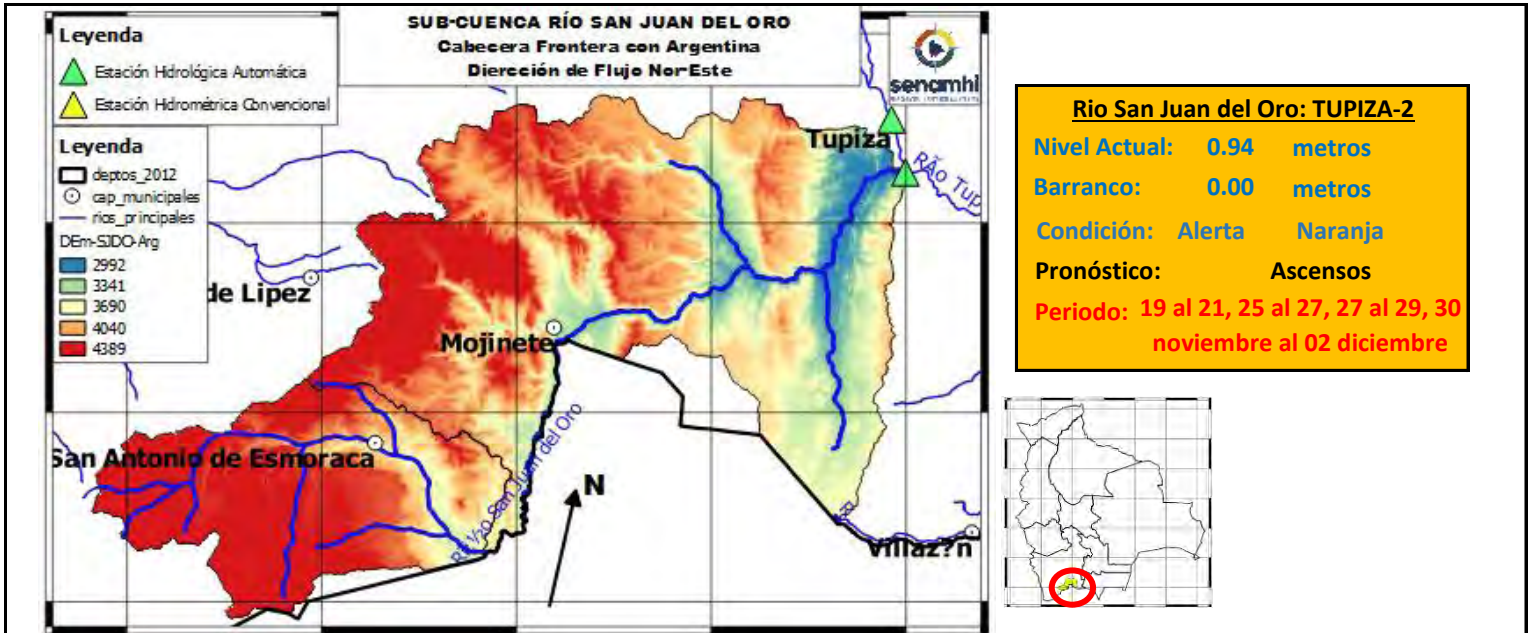 SUB-CUENCA RÍO SAN JUAN DEL ORO
Cabecera Frontera con Argentina
Diercción de Flujo Nor-Este
Leyenda
Estación Hidrológica Automática
Estación Hidrométrica Convencional
senamhi
Leyenda
deptos_2012
cap_municipales
rios_principales
DEm-SJDO-Arg
2992
3341
3690
4040
4389
Tupiza
RÃo Tup
de Lipez
Mojinete
San Antonio de Esmoraca
San Juan del Oro
N
Villaz?n
Rio San Juan del Oro: TUPIZA-2
Nivel Actual: 0.94 metros
Barranco: 0.00 metros
Condición: Alerta Naranja
Pronóstico: Ascensos
Periodo: 19 al 21, 25 al 27, 27 al 29, 30
noviembre al 02 diciembre